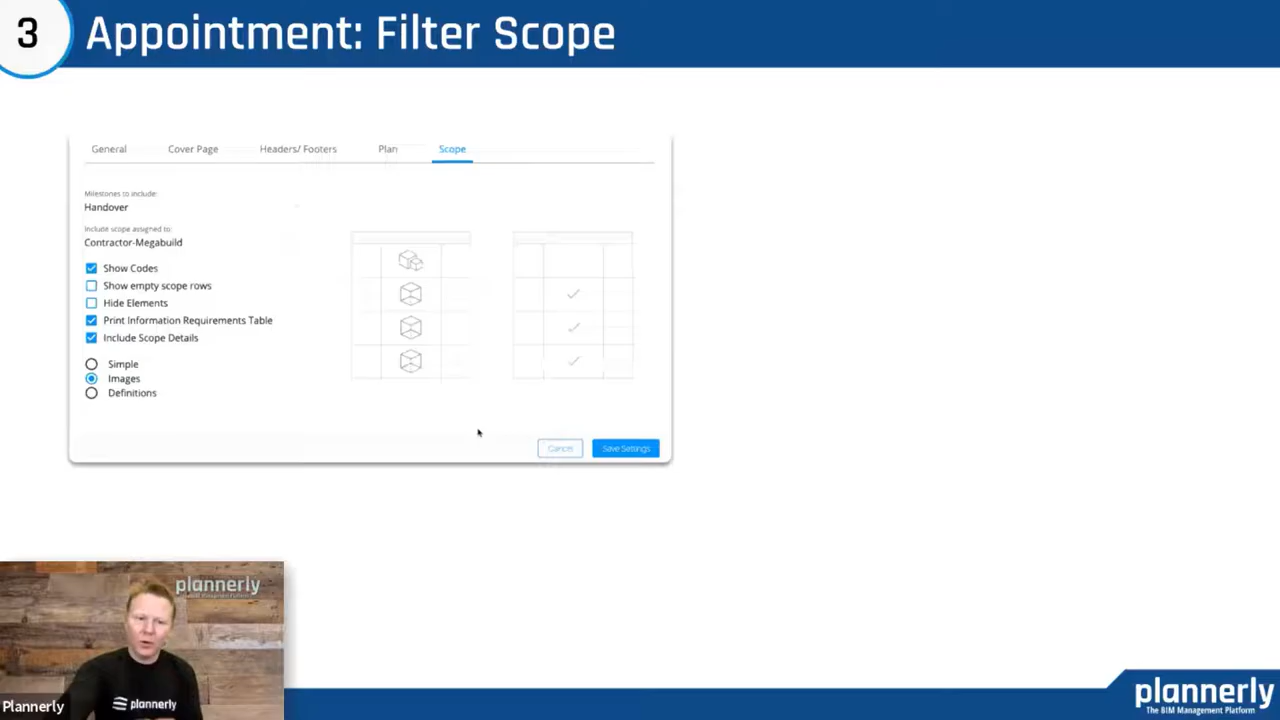 3
Appointment: Filter Scope
General Cover Page Headers/ Footers Plan Scope
Milestones to include:
Handover
Include scope assigned to:
Contractor-Megabuild
Show Codes
Show empty scope rows
Hide Elements
Print Information Requirements Table
Include Scope Details
Simple
Images
Definitions
Cancel Save Settings
plannerly
plannerly
Plannerly
plannerly
The BIM Management Platform